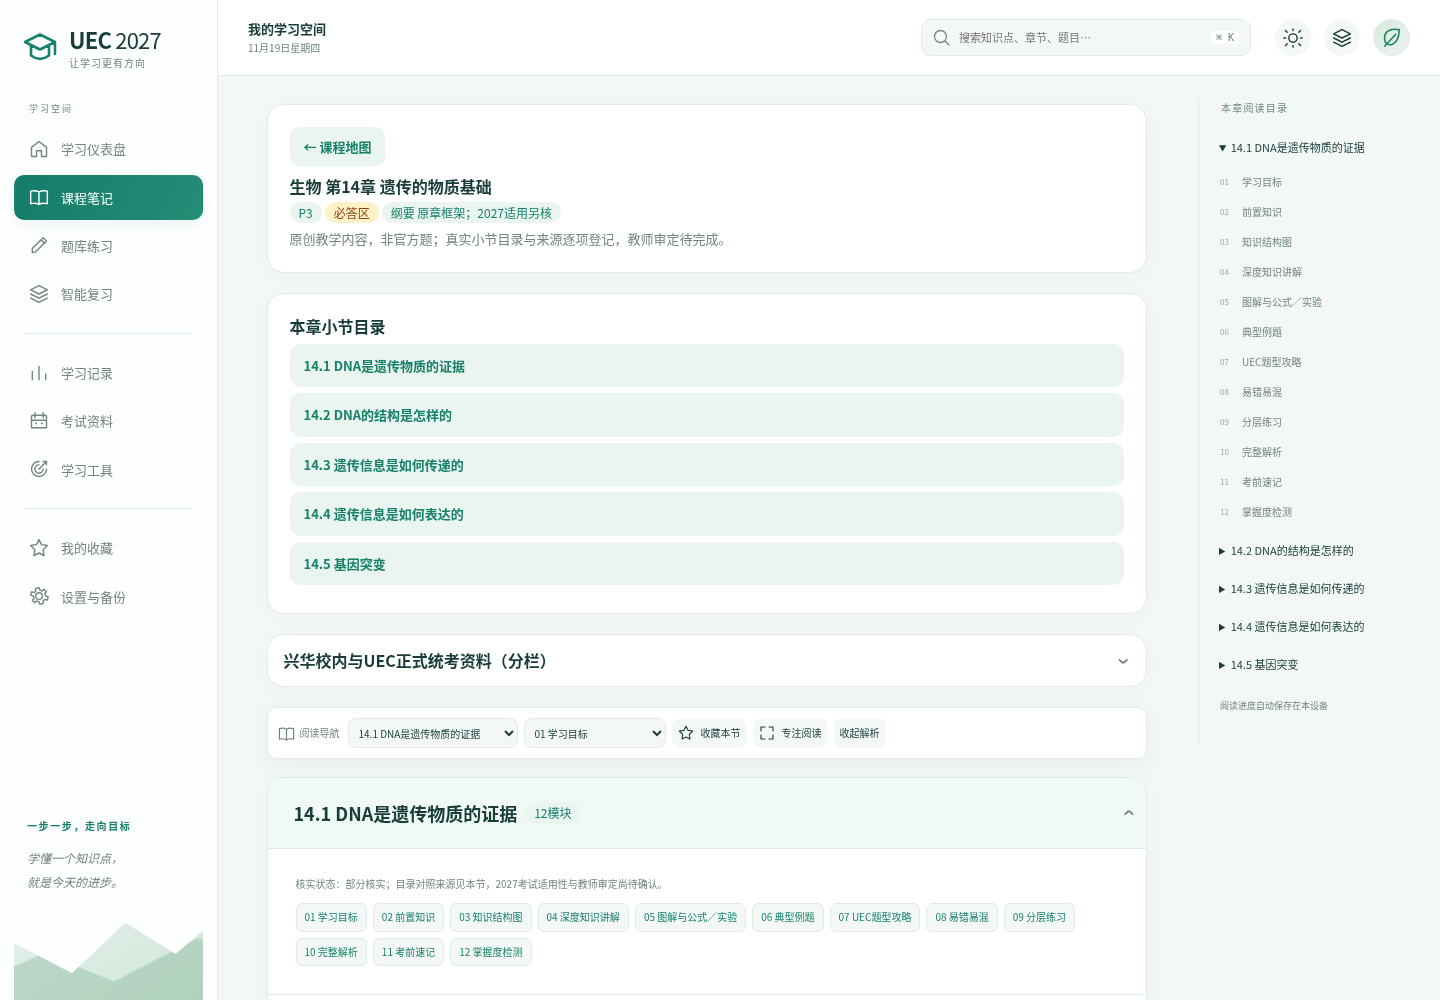 UEC 2027
让学习更有方向
学习空间
学习仪表盘
课程笔记
题库练习
智能复习
学习记录
考试资料
学习工具
我的收藏
设置与备份
一步一步，走向目标
学懂一个知识点，
就是今天的进步。
我的学习空间
11月19日星期四
搜索知识点、章节、题目…
⌘ K
← 课程地图
生物 第14章 遗传的物质基础
P3 必答区 纲要 原章框架；2027适用另核
原创教学内容，非官方题；真实小节目录与来源逐项登记，教师审定待完成。
本章小节目录
14.1 DNA是遗传物质的证据
14.2 DNA的结构是怎样的
14.3 遗传信息是如何传递的
14.4 遗传信息是如何表达的
14.5 基因突变
兴华校内与UEC正式统考资料（分栏）
阅读导航 14.1 DNA是遗传物质的证据 01 学习目标 收藏本节 专注阅读 收起解析
14.1 DNA是遗传物质的证据 12模块
核实状态：部分核实；目录对照来源见本节，2027考试适用性与教师审定尚待确认。
01 学习目标 02 前置知识 03 知识结构图 04 深度知识讲解 05 图解与公式／实验 06 典型例题 07 UEC题型攻略 08 易错易混 09 分层练习
10 完整解析 11 考前速记 12 掌握度检测
本章阅读目录
▼ 14.1 DNA是遗传物质的证据
01 学习目标
02 前置知识
03 知识结构图
04 深度知识讲解
05 图解与公式／实验
06 典型例题
07 UEC题型攻略
08 易错易混
09 分层练习
10 完整解析
11 考前速记
12 掌握度检测
▶ 14.2 DNA的结构是怎样的
▶ 14.3 遗传信息是如何传递的
▶ 14.4 遗传信息是如何表达的
▶ 14.5 基因突变
阅读进度自动保存在本设备